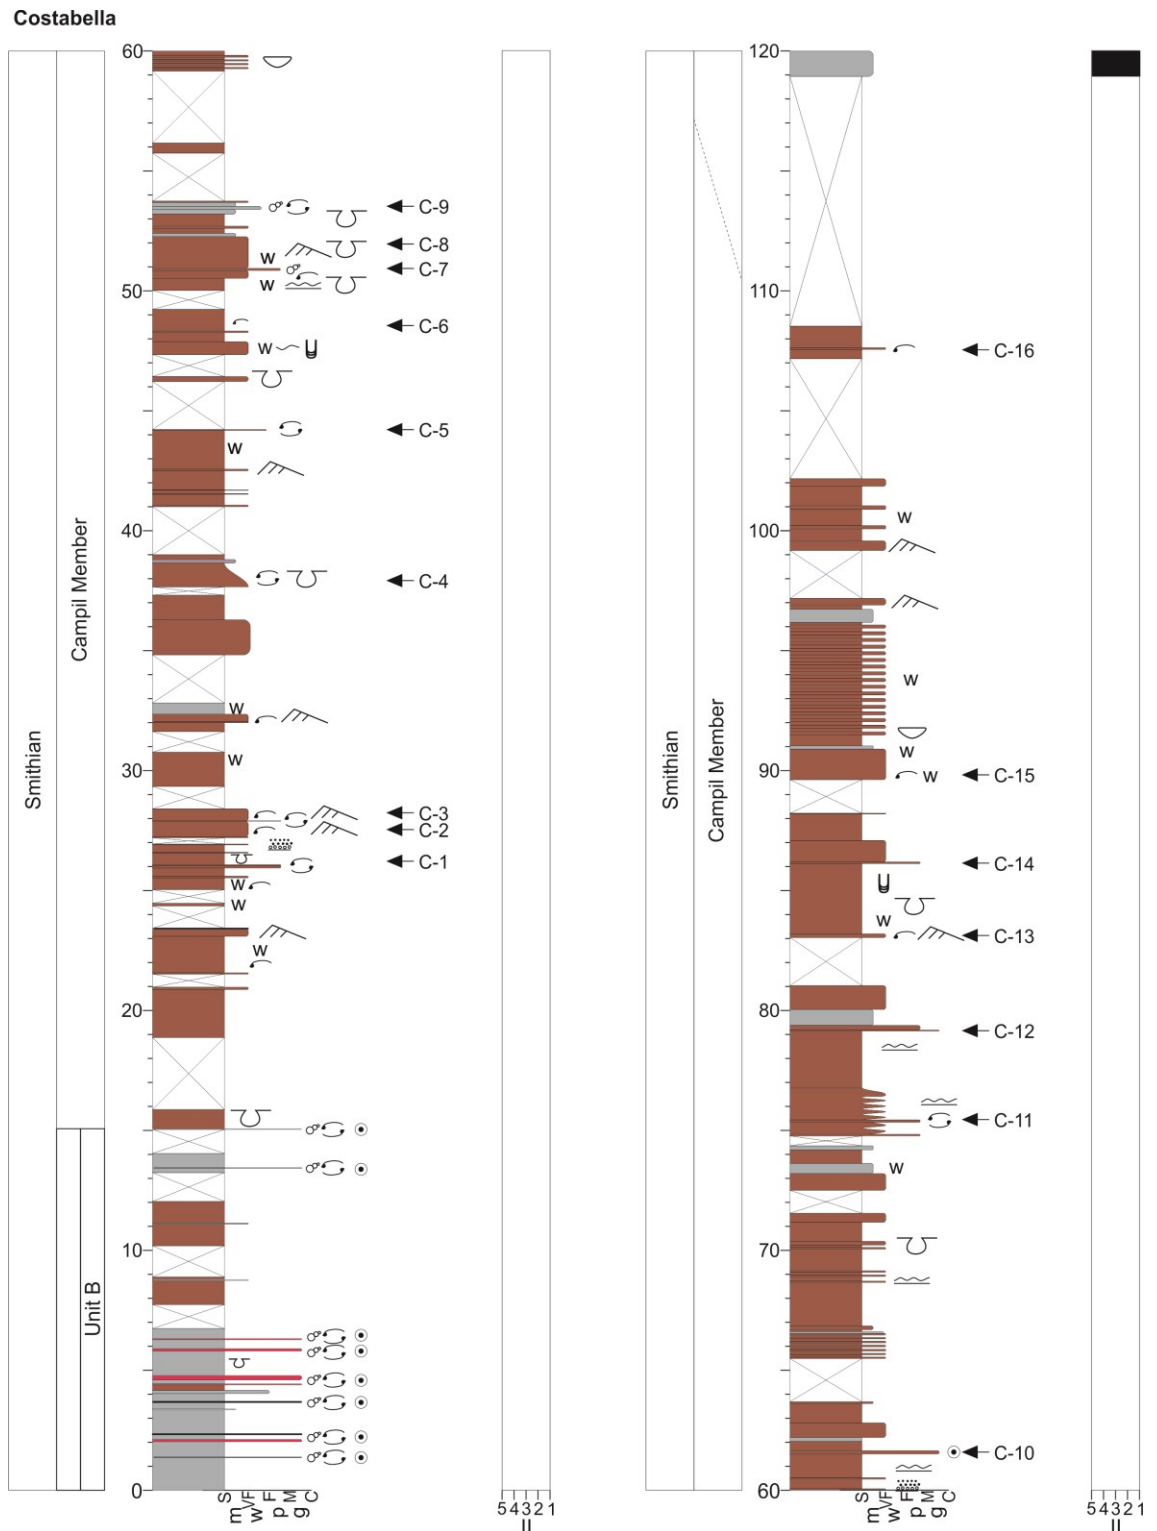 Costabella
60
50
40
30
20
10
0
Smithian
Campil Member
Unit B
C-9
C-8
C-7
C-6
C-5
C-4
C-3
C-2
C-1
W
W
W
W
W
W
W
W
W
S VF F M C
m w p g
5 4 3 2 1
II
120
110
100
90
80
70
60
Smithian
Campil Member
C-16
C-15
C-14
C-13
C-12
C-11
C-10
W
W
W
W
W
W
S VF F M C
m w p g
5 4 3 2 1
II